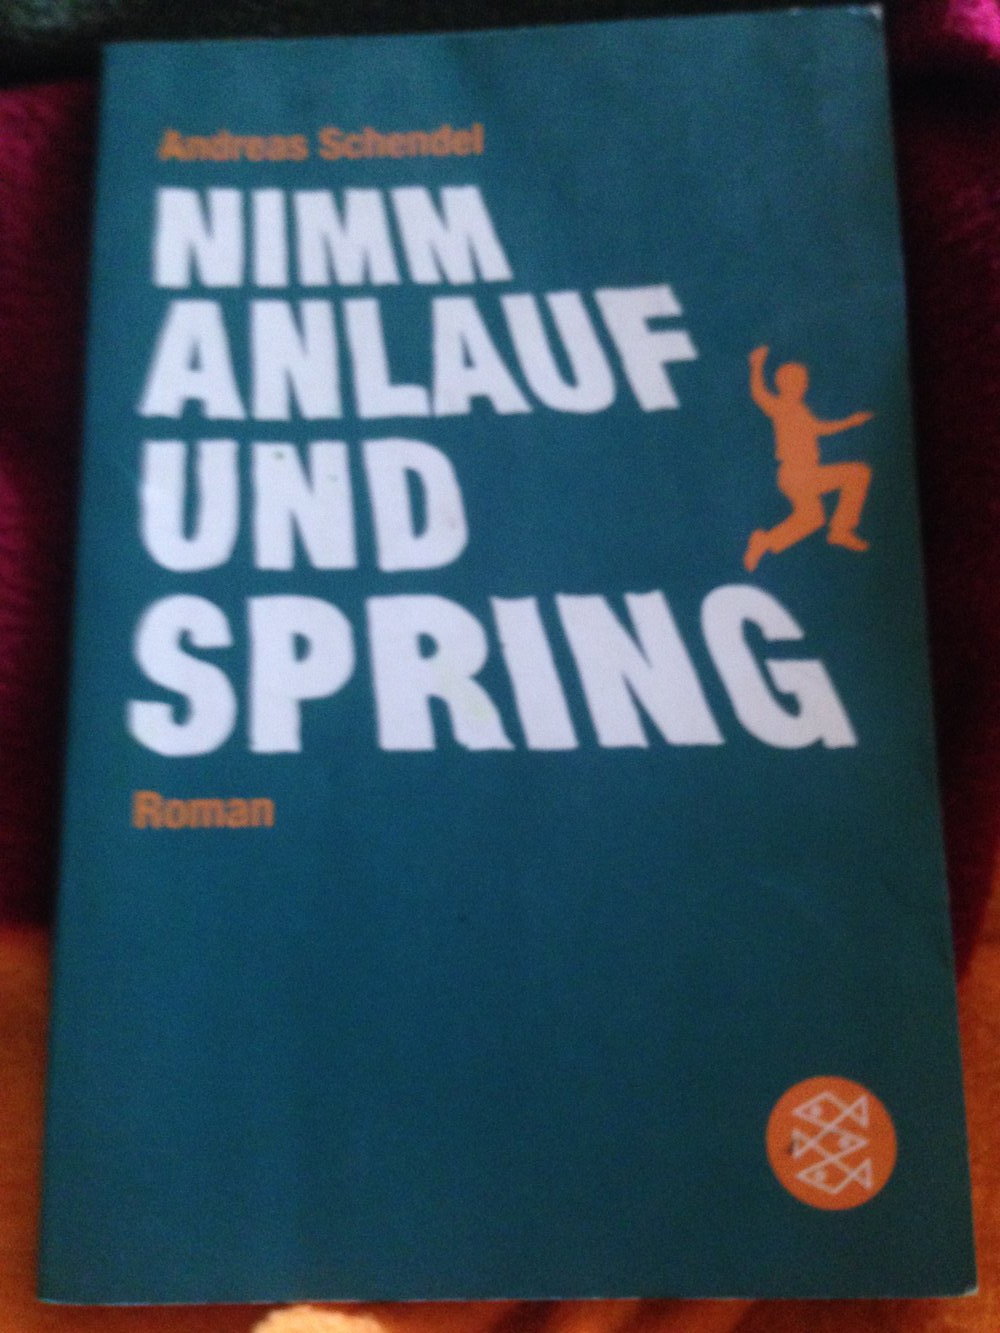 Andreas Schendel
NIMM
ANLAUF
UND
SPRING
Roman